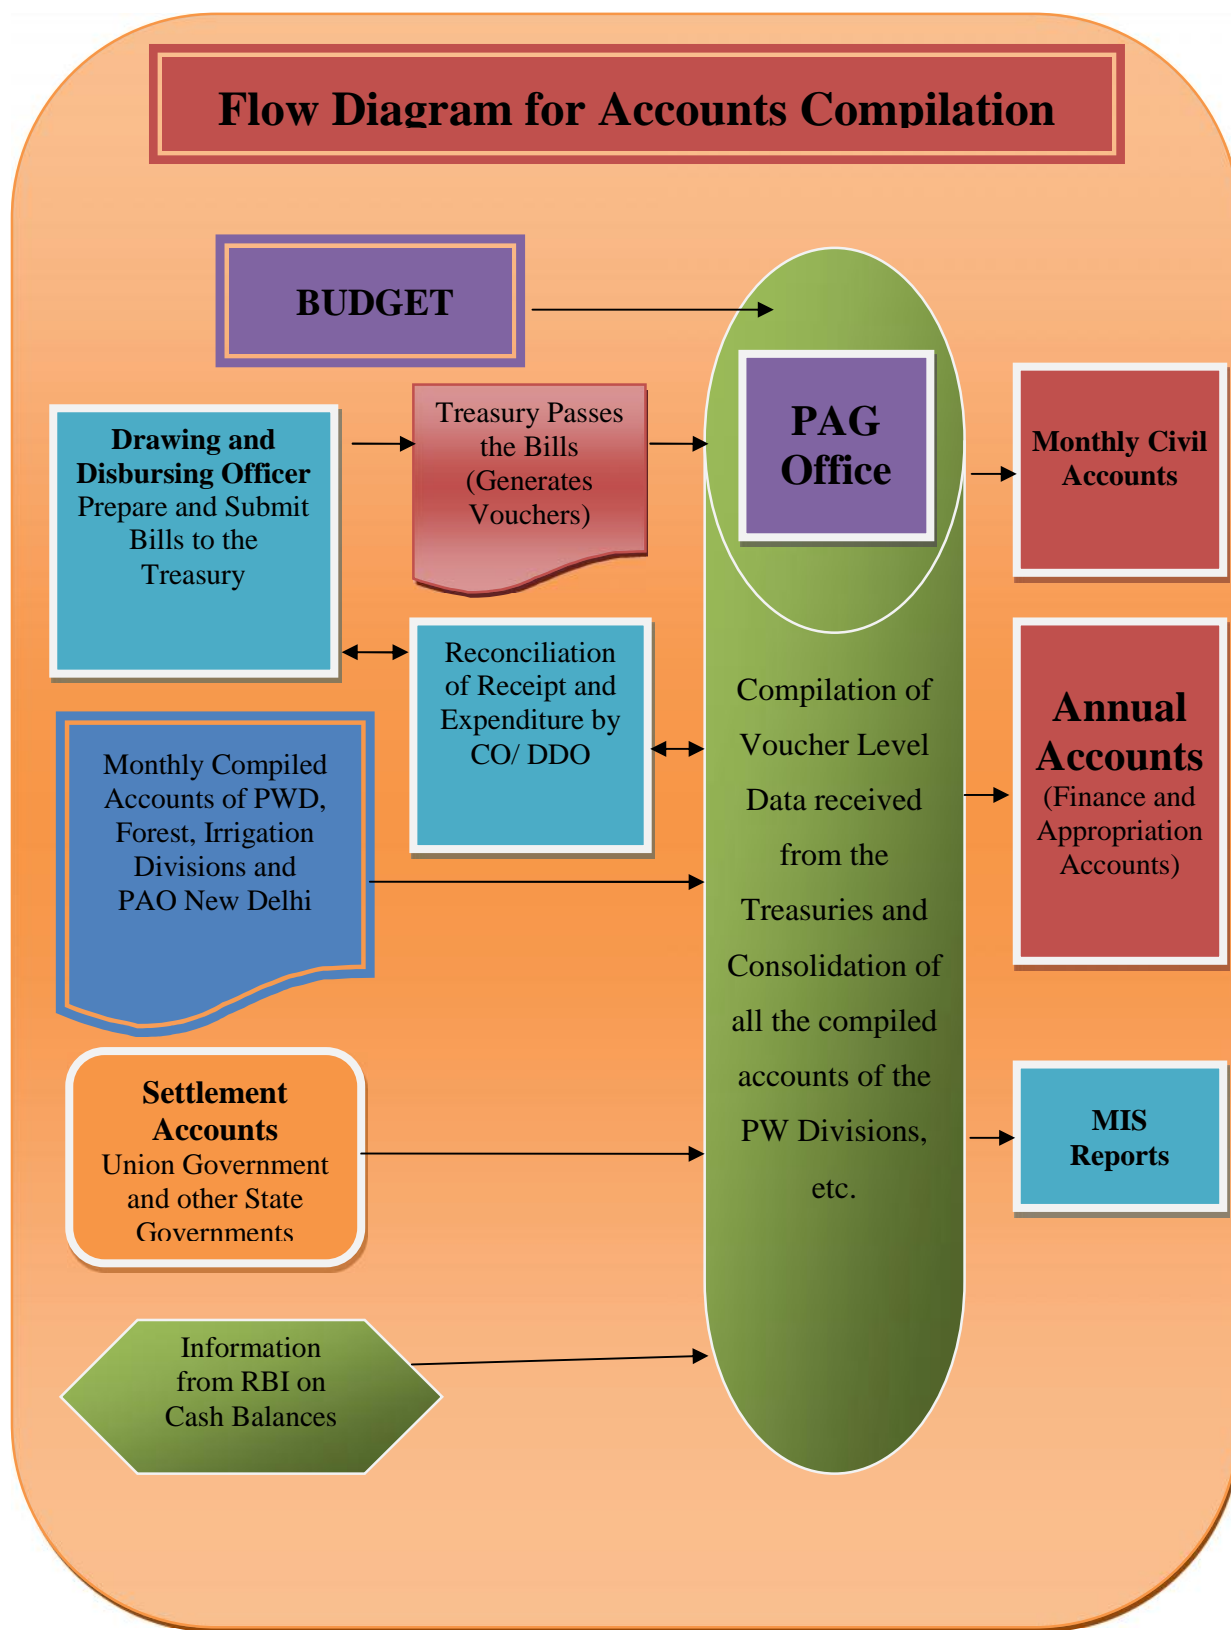 Flow Diagram for Accounts Compilation
BUDGET
Drawing and
Disbursing Officer
Prepare and Submit
Bills to the
Treasury
Treasury Passes
the Bills
(Generates
Vouchers)
PAG
Office
Monthly Civil
Accounts
Reconciliation
of Receipt and
Expenditure by
CO/ DDO
Monthly Compiled
Accounts of PWD,
Forest, Irrigation
Divisions and
PAO New Delhi
Compilation of
Voucher Level
Data received
from the
Treasuries and
Consolidation of
all the compiled
accounts of the
PW Divisions,
etc.
Annual
Accounts
(Finance and
Appropriation
Accounts)
Settlement
Accounts
Union Government
and other State
Governments
MIS
Reports
Information
from RBI on
Cash Balances